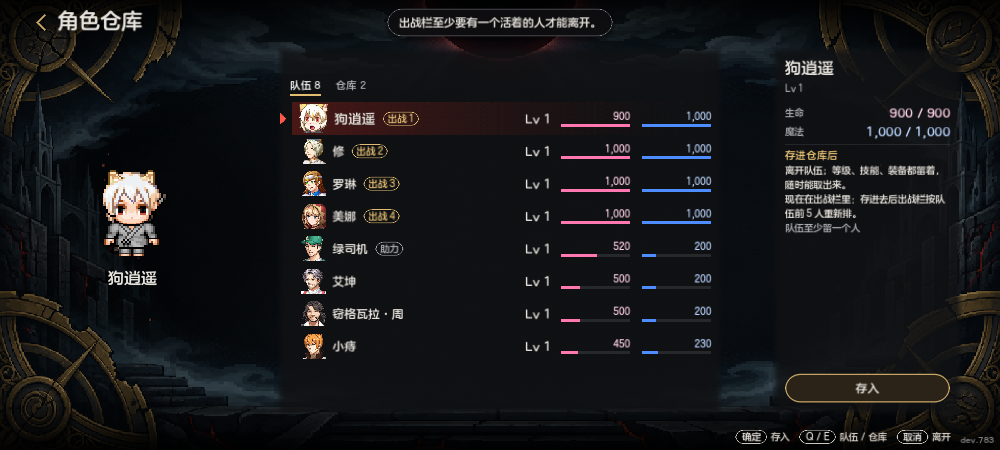 角色仓库
出战栏至少要有一个活着的人才能离开。
队伍 8 仓库 2
狗逍遥 出战1 Lv 1 900 1,000
修 出战2 Lv 1 1,000 1,000
罗琳 出战3 Lv 1 1,000 1,000
美娜 出战4 Lv 1 1,000 1,000
绿司机 助力 Lv 1 520 200
艾坤 Lv 1 500 200
窃格瓦拉·周 Lv 1 500 200
小痔 Lv 1 450 230
狗逍遥
狗逍遥
Lv 1
生命 900 / 900
魔法 1,000 / 1,000
存进仓库后
离开队伍；等级、技能、装备都留着，
随时能取出来。
现在在出战栏里；存进去后出战栏按队
伍前 5 人重新排。
队伍至少留一个人
存入
确定 存入 Q / E 队伍 / 仓库 取消 离开
dev.783